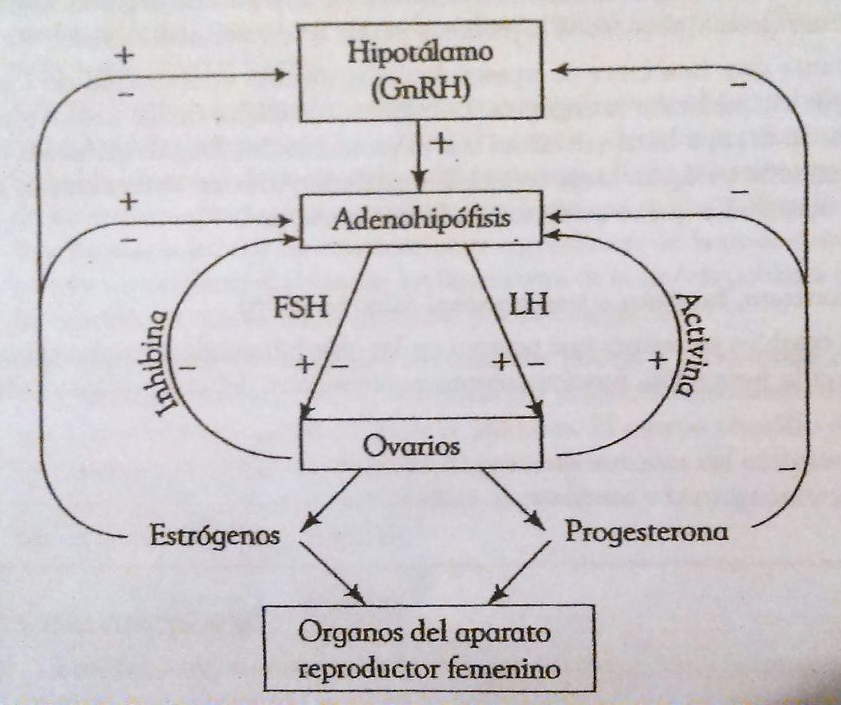 Hipotálamo
(GnRH)
+
−
−
+
Adenohipófisis
+
−
−
FSH
LH
Inhibina
−
+ −
+ −
+
Activina
Ovarios
Estrógenos
Progesterona
Organos del aparato
reproductor femenino